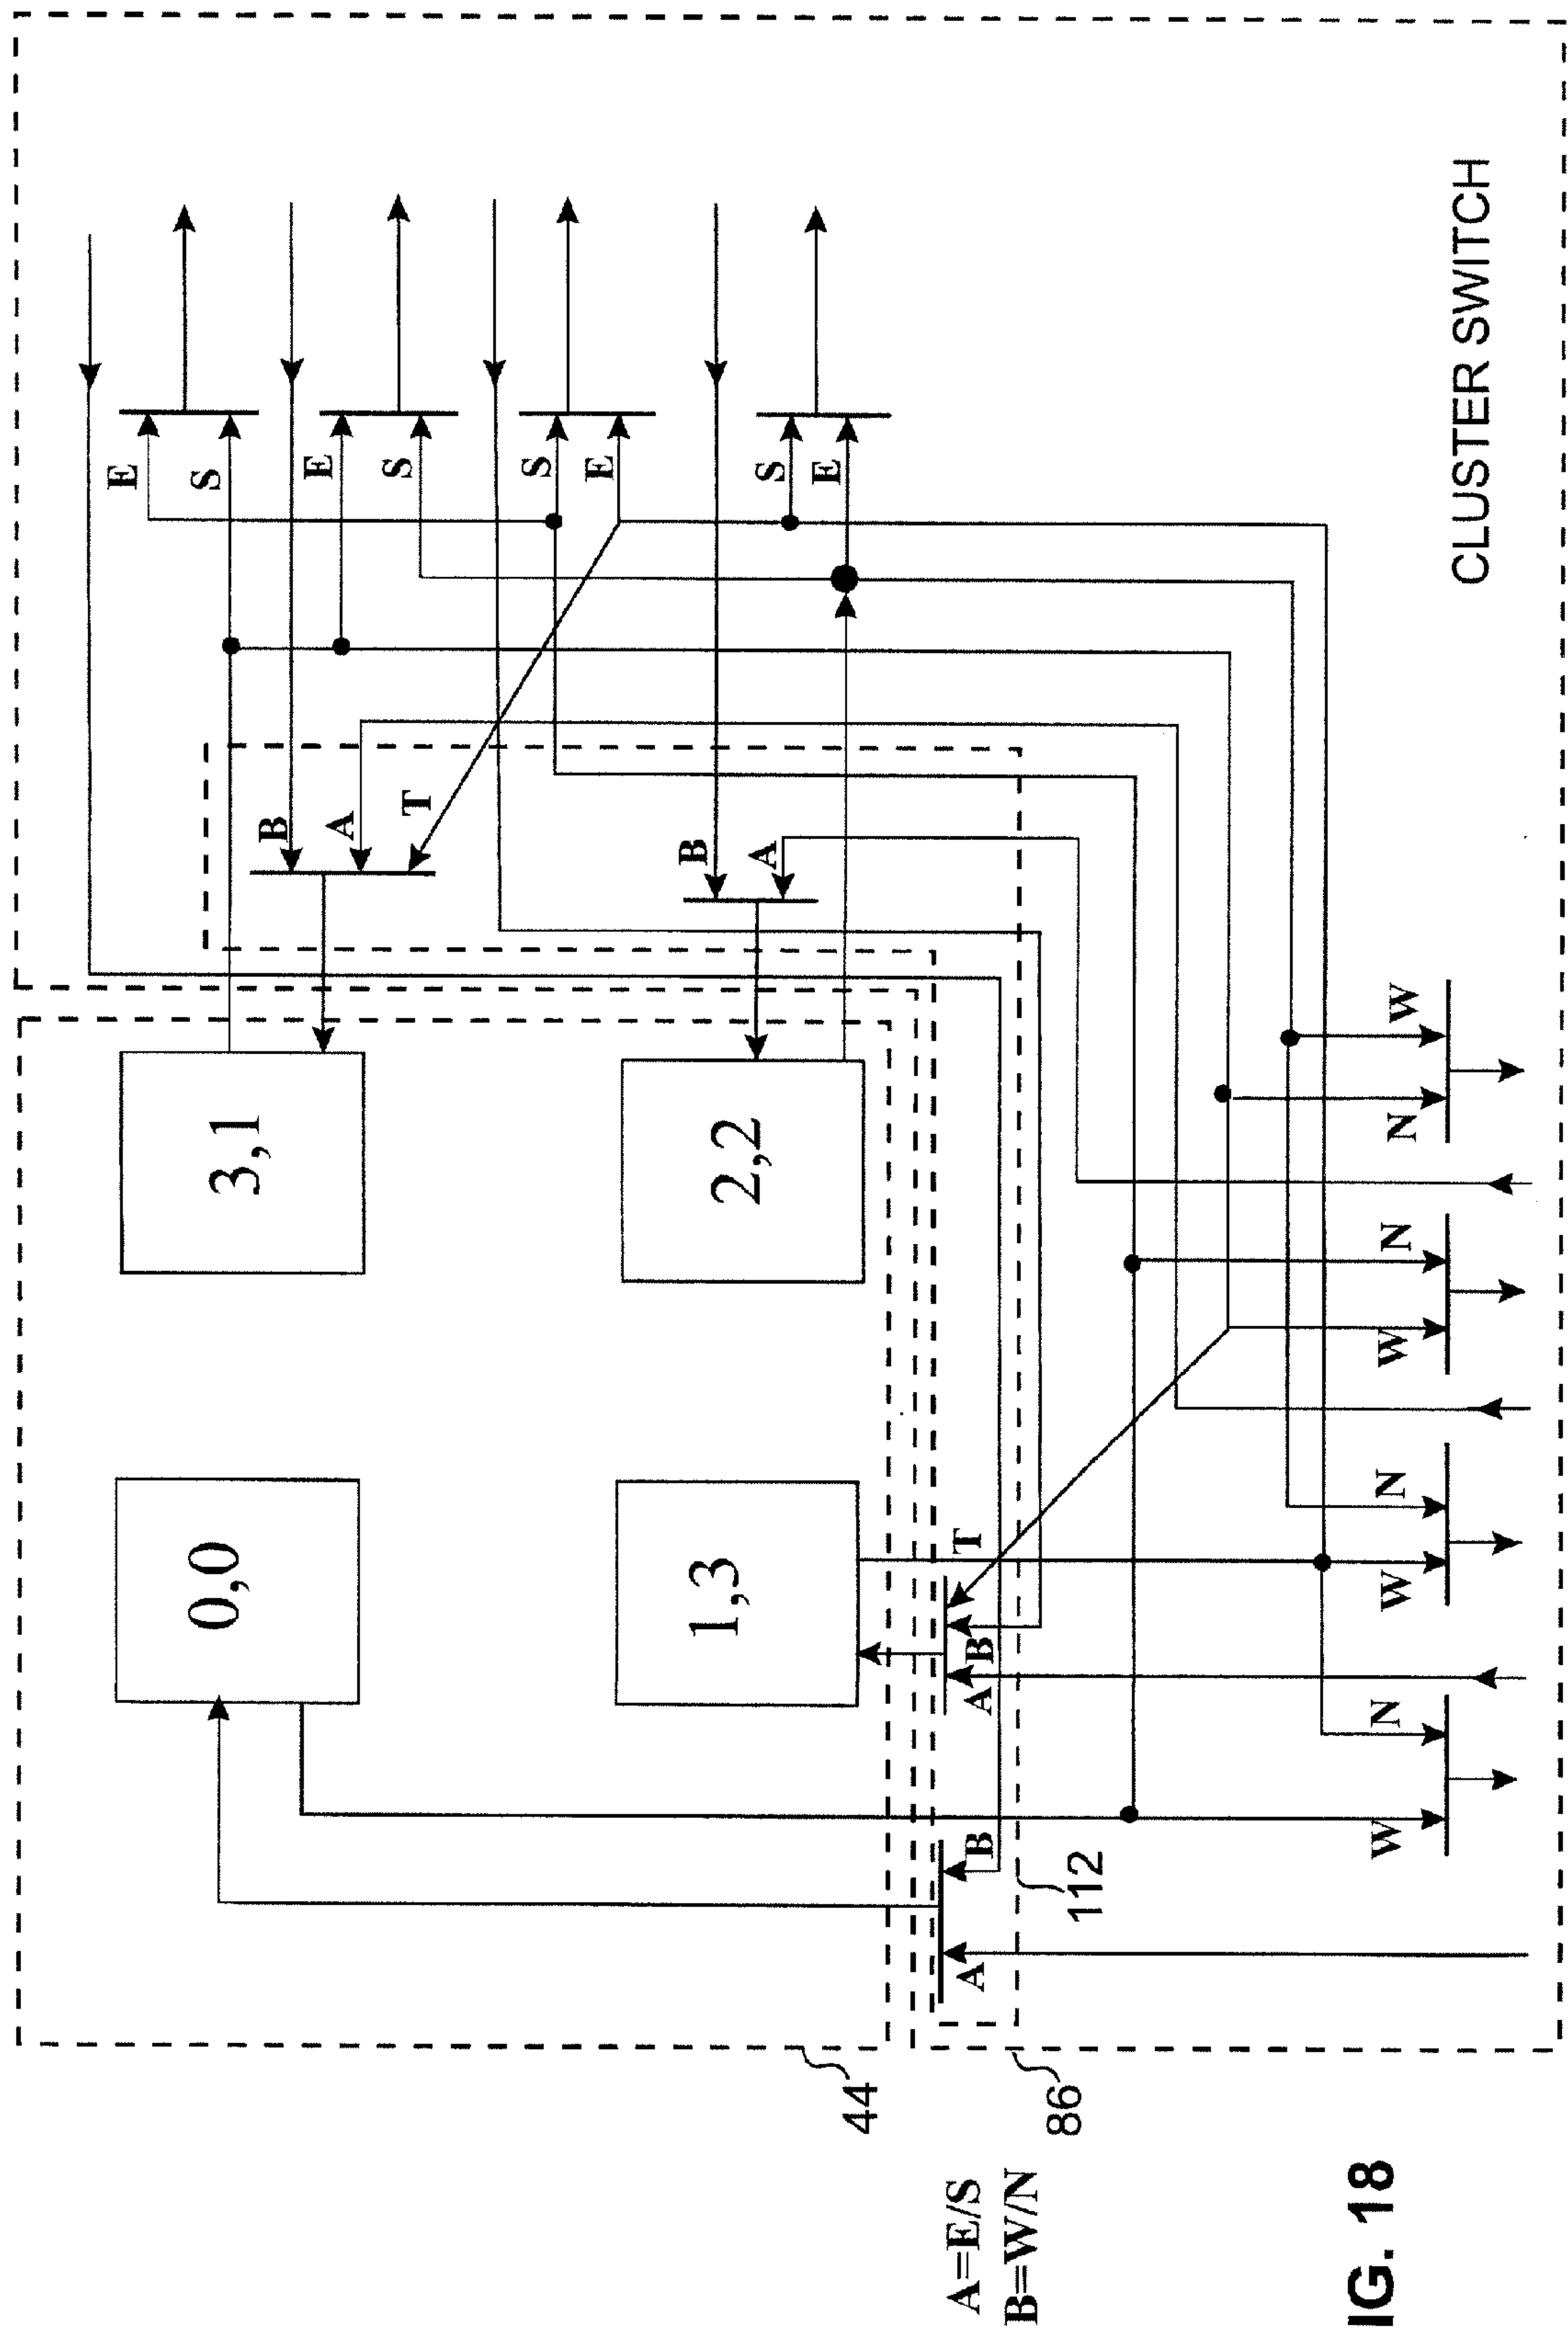 E
S
0,0
3,1
B
E
A
S
T
S
E
B
1,3
2,2
A
S
E
44
A=E/S
A
B
A
B
T
B=W/N
86
112
W
N
W
N
W
N
N
W
IG. 18
CLUSTER SWITCH